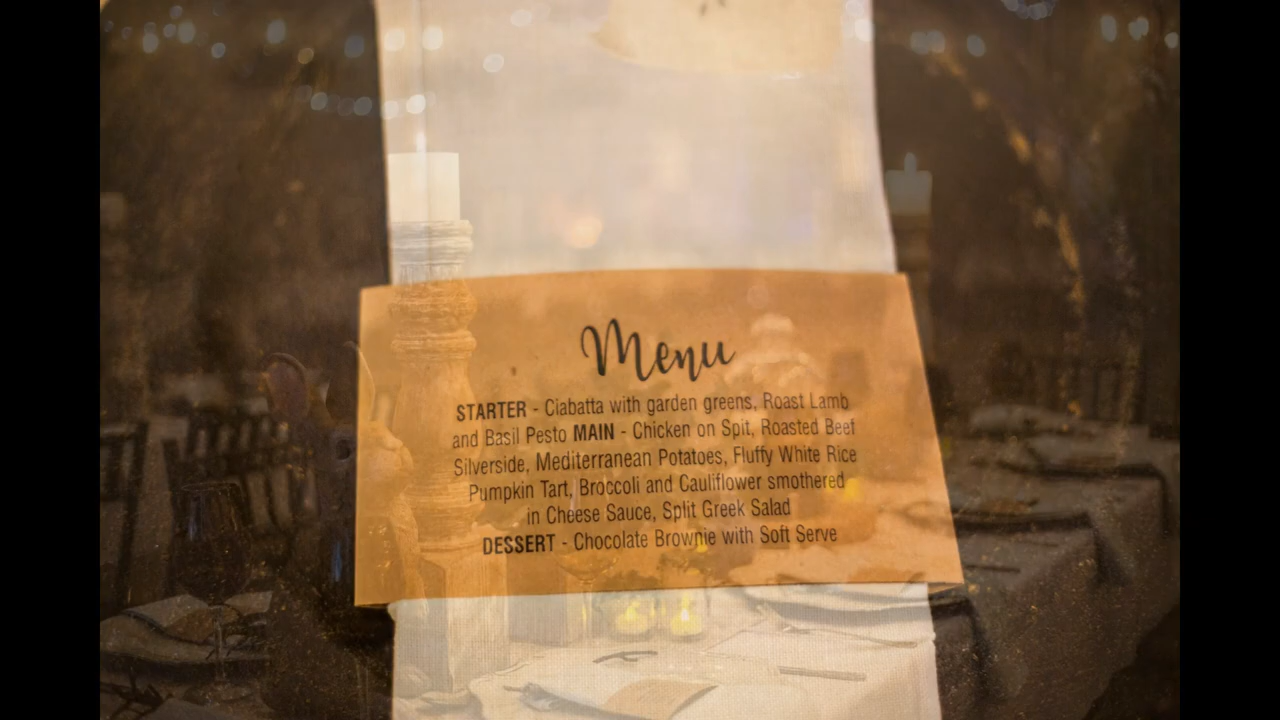 Menu
STARTER - Ciabatta with garden greens, Roast Lamb
and Basil Pesto MAIN - Chicken on Spit, Roasted Beef
Silverside, Mediterranean Potatoes, Fluffy White Rice
Pumpkin Tart, Broccoli and Cauliflower smothered
in Cheese Sauce, Split Greek Salad
DESSERT - Chocolate Brownie with Soft Serve